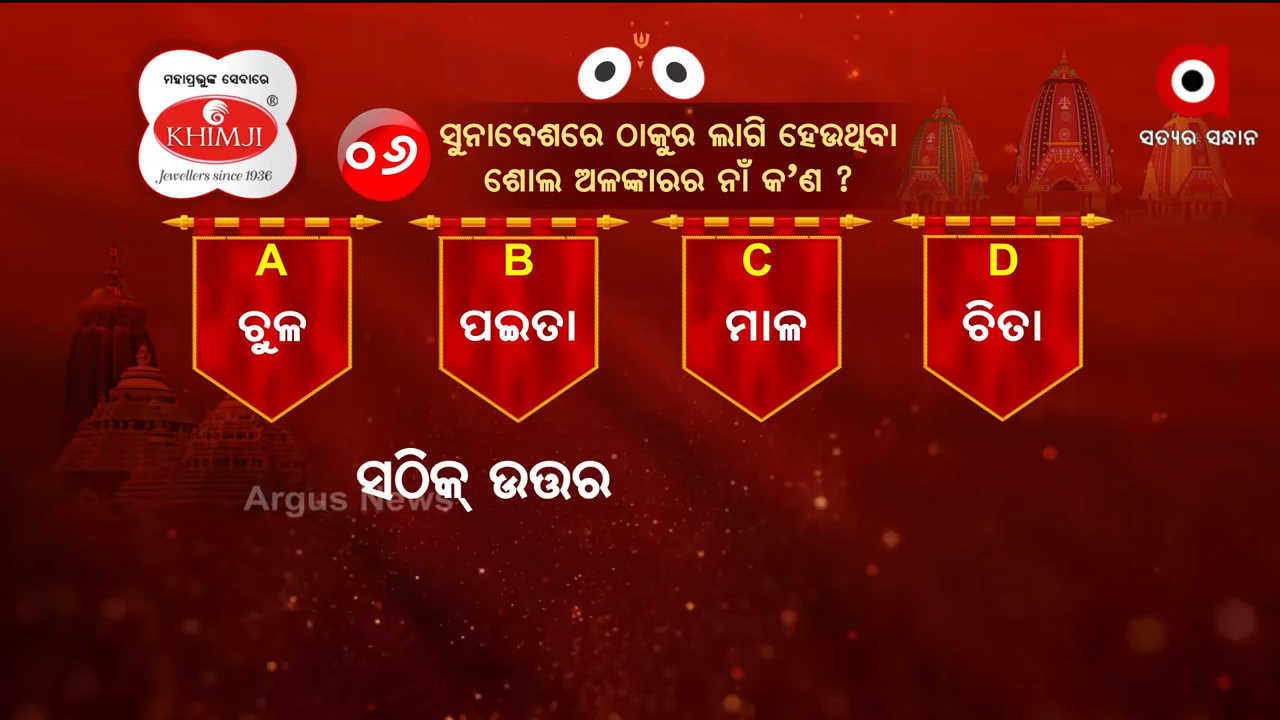 ମହାପ୍ରଭୁଙ୍କ ସେବାରେ
KHIMJI®
Jewellers since 1936
୦୬
ସୁନାବେଶରେ ଠାକୁର ଲାଗି ହେଉଥିବା
ଶୋଲ ଅଳଙ୍କାରର ନାଁ କ'ଣ ?
ସତ୍ୟର ସନ୍ଧାନ
A
ଚୁଳ
B
ପଇତା
C
ମାଳ
D
ଚିତା
ସଠିକ୍ ଉତ୍ତର
Argus News